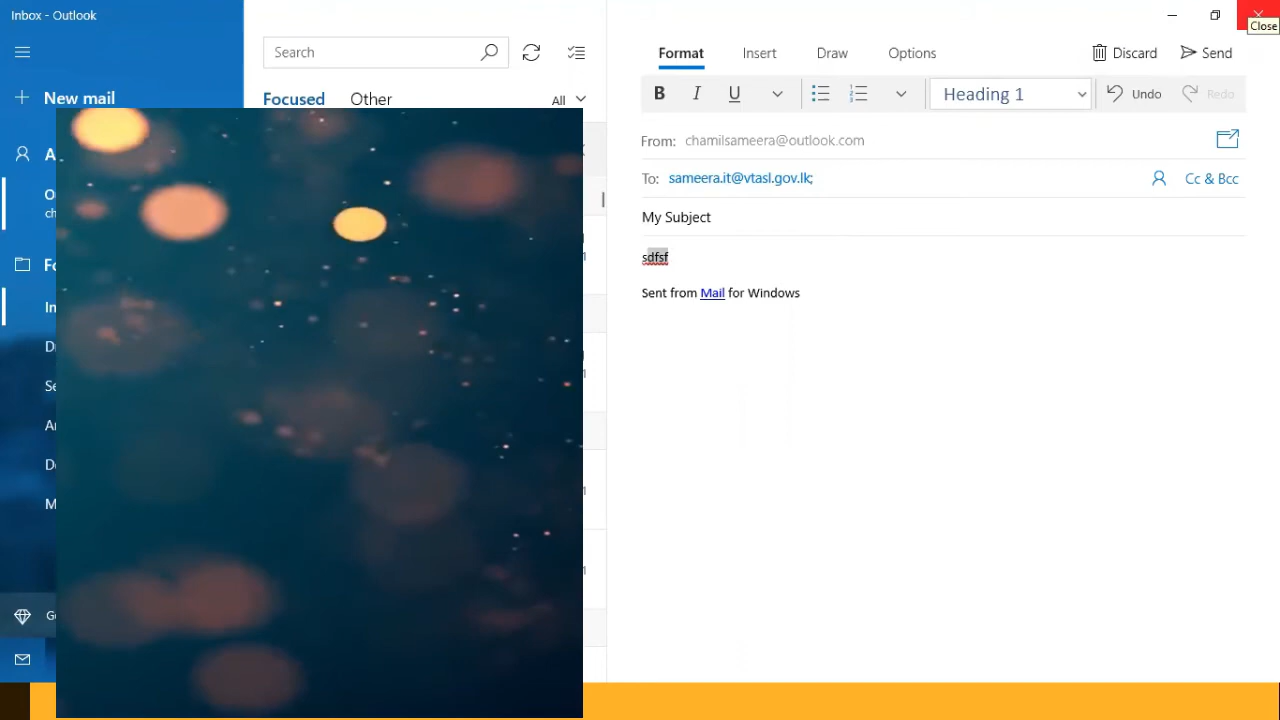 Inbox - Outlook
Close
Search
Format Insert Draw Options Discard Send
New mail
Focused Other All
B I U Heading 1 Undo Redo
From: chamilsameera@outlook.com
To: sameera.it@vtasl.gov.lk; Cc & Bcc
My Subject
sdfsf
Sent from Mail for Windows